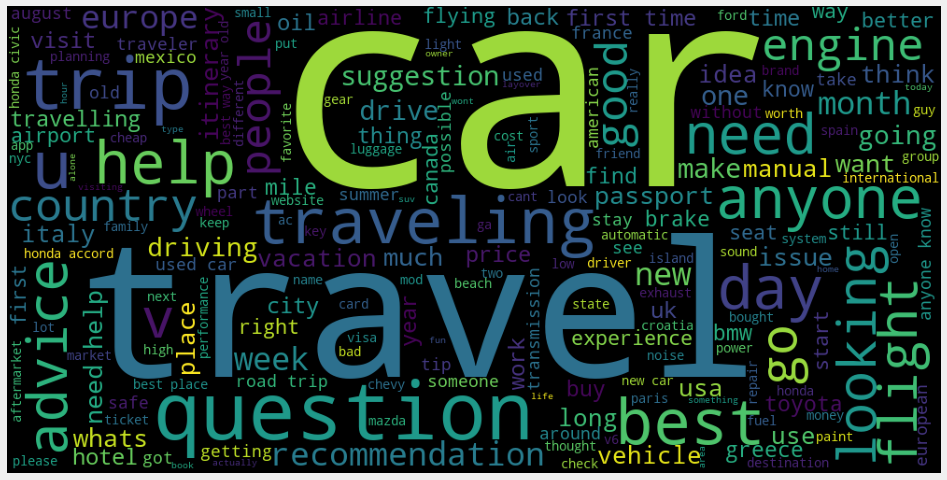 august
europe
small
airline
oil
flying
back
first time
ford
time
way
better
visit
traveler
put
light
owner
france
planning
mexico
itinerary
people
car
engine
honda civic
trip
hour
old
suggestion
used
layover
wont
american
good
really
idea
think
brand
take
today
one
know
travelling
best way
year old
different
favorite
gear
drive
cost
sport
air
need
without
worth
month
guy
airport
cheap
app
nyc
alone
type
thing
luggage
canada
possible
friend
spain
going
u
help
visiting
part
mile
website
find
make
manual
want
group
international
country
wheel
keep
summer
suv
cant
look
passport
anyone
italy
family
traveling
ac
key
ga
stay
brake
automatic
seat
system
still
open
anyone know
honda accord
driving
used car
vacation
much
price
see
low
driver
island
sound
issue
home
advice
first
next
travel
name
mod
two
beach
new
exhaust
day
looking
flight
need help
v
place
performance
city
card
visa
bad
right
year
tip
fun
transmission
state
uk
croatia
experience
noise
bmw
bought
power
start
go
lot
market
high
week
road trip
chevy
someone
work
buy
new car
usa
paris
something
repair
honda
toyota
money
aftermarket
safe
ticket
best place
question
mazda
life
long
best
fuel
use
paint
european
whats
getting
around
v6
thought
check
area
greece
please
hotel
got
book
actually
recommendation
vehicle
destination